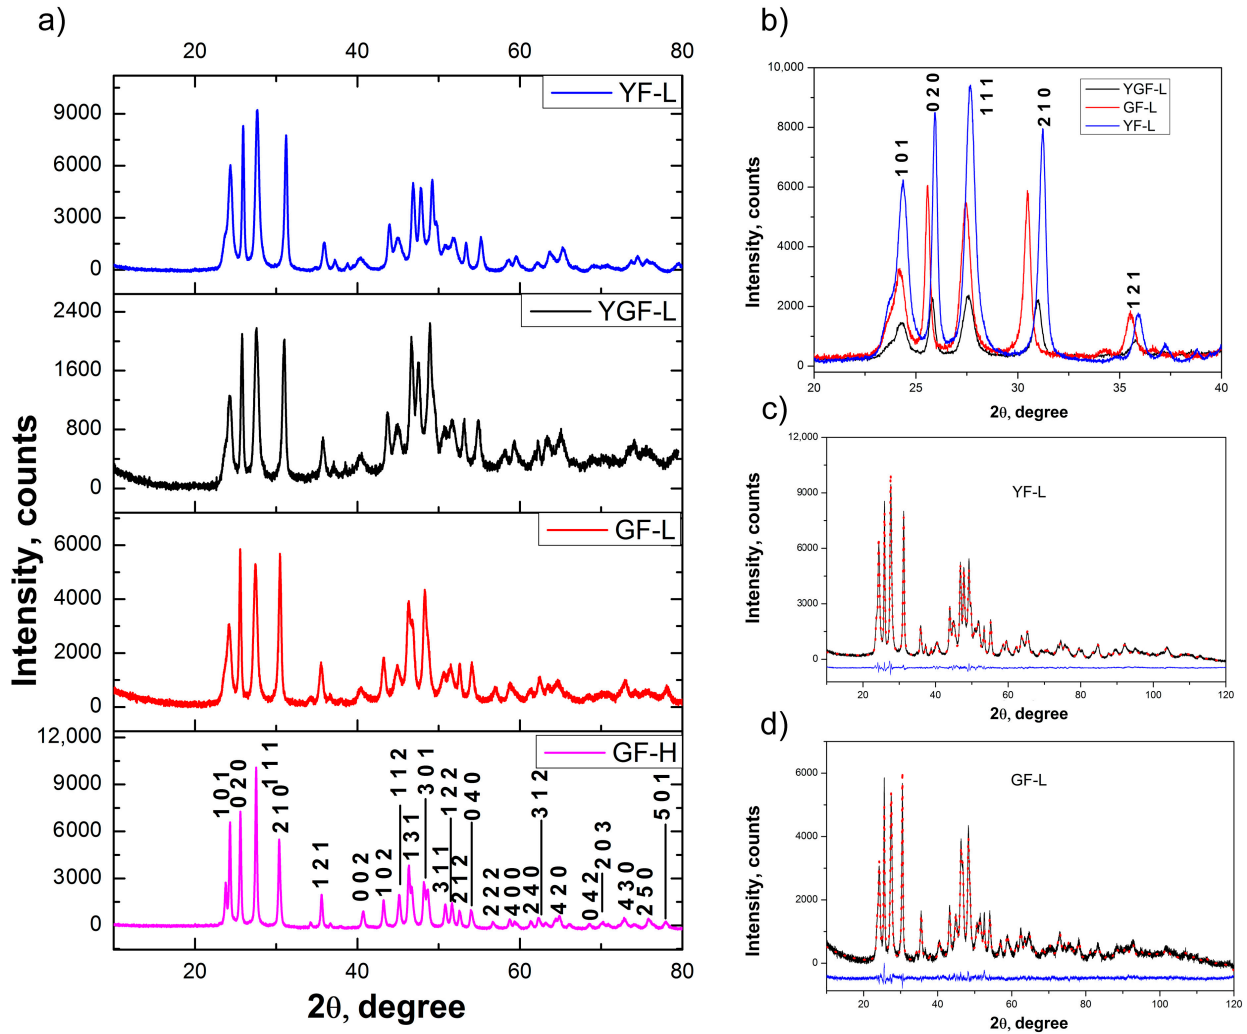 a)
20 40 60 80
9000
6000
3000
0
YF-L
2400
1600
800
0
YGF-L
6000
4000
2000
0
GF-L
12,000
9000
6000
3000
0
GF-H
1 0 1
0 2 0
1 1 1
2 1 0
1 2 1
0 0 2
1 0 2
1 1 2
1 3 1
3 0 1
3 1 1
1 2 2
2 1 2
0 4 0
2 2 2
4 0 0
2 4 0
3 1 2
4 2 0
0 4 2
2 0 3
4 3 0
2 5 0
5 0 1
20 40 60 80
2θ, degree
Intensity, counts
b)
10,000
8000
6000
4000
2000
0
1 0 1
0 2 0
1 1 1
2 1 0
1 2 1
YGF-L
GF-L
YF-L
20 25 30 35 40
2θ, degree
Intensity, counts
c)
12,000
9000
6000
3000
0
YF-L
20 40 60 80 100 120
2θ, degree
Intensity, counts
d)
6000
4000
2000
0
GF-L
20 40 60 80 100 120
2θ, degree
Intensity, counts